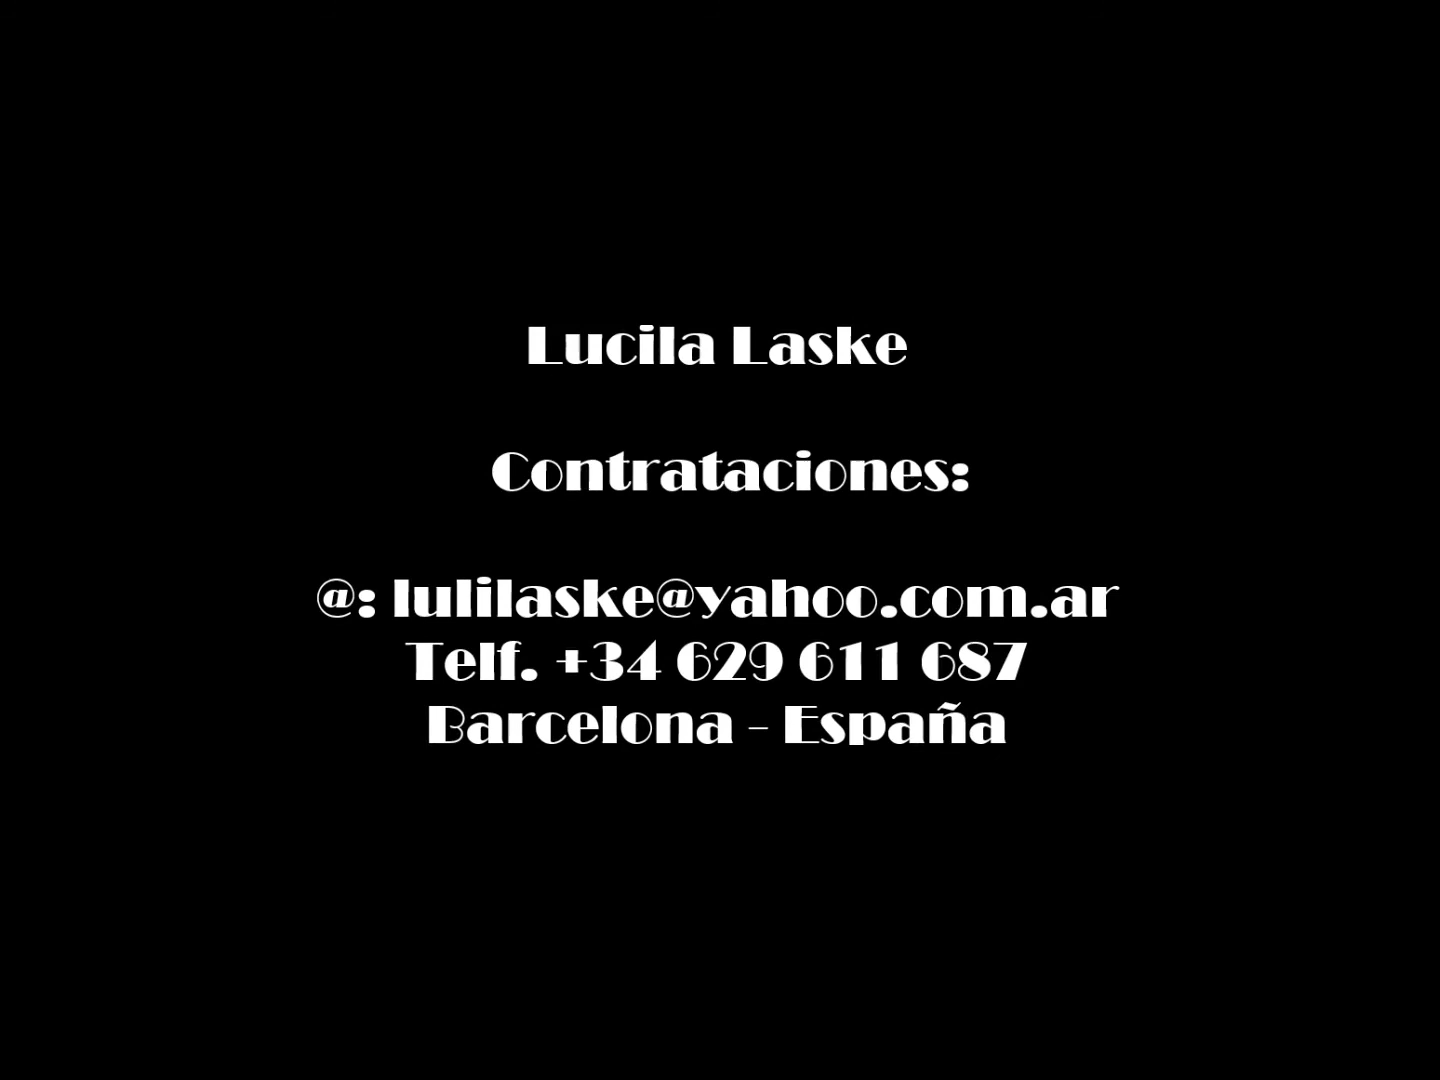 Lucila Laske
Contrataciones:
@: lulilaske@yahoo.com.ar
Telf. +34 629 611 687
Barcelona - España